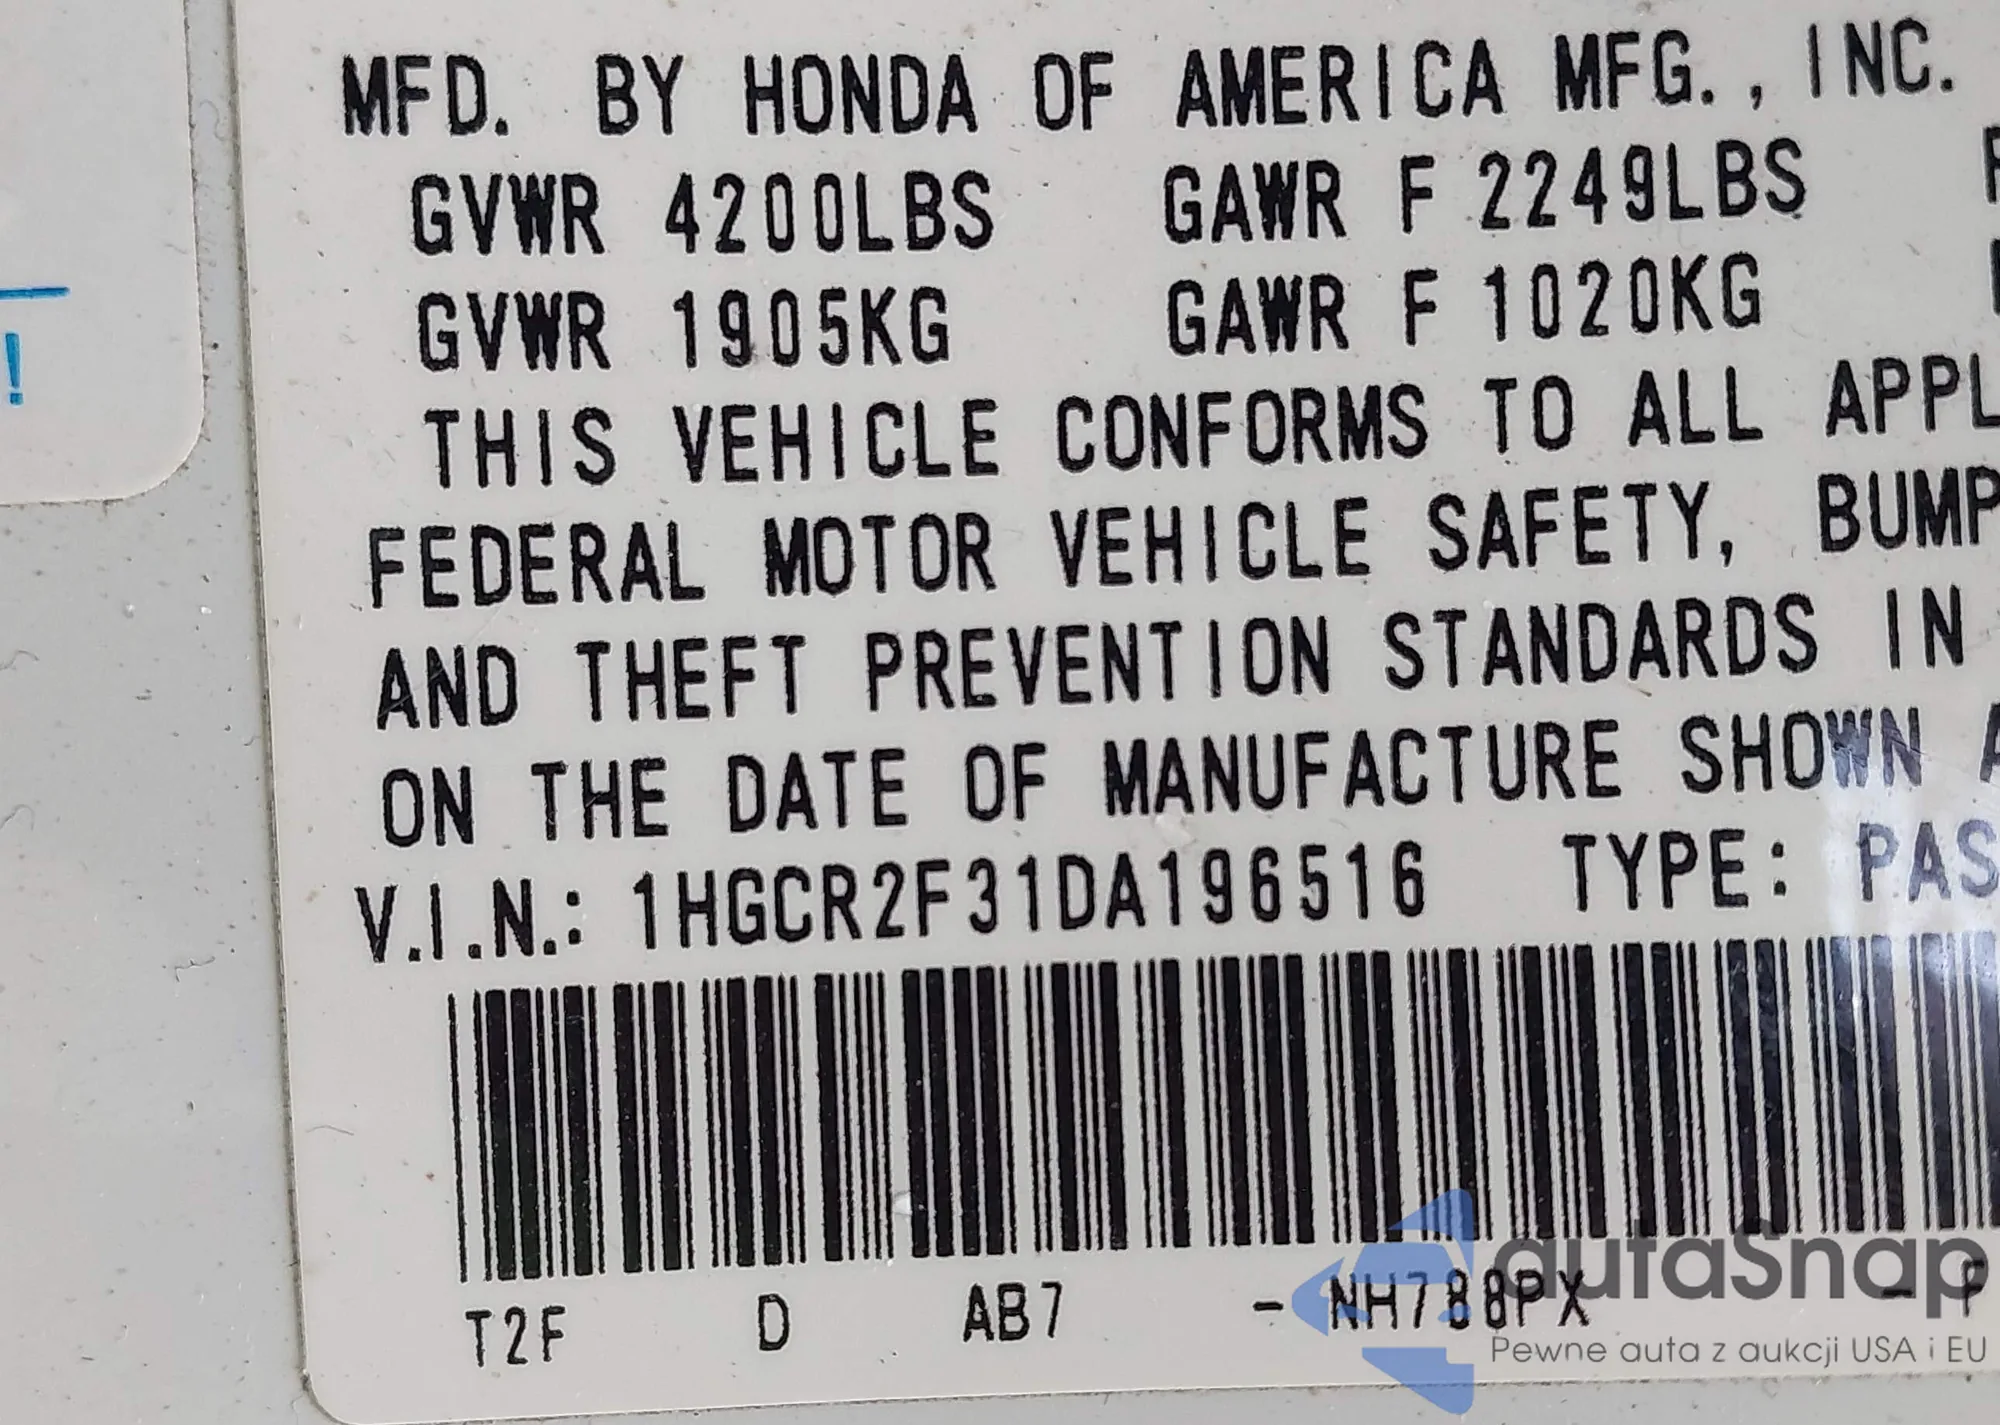 MFD. BY HONDA OF AMERICA MFG., INC.
GVWR 4200LBS GAWR F 2249LBS
GVWR 1905KG GAWR F 1020KG
THIS VEHICLE CONFORMS TO ALL APPL
FEDERAL MOTOR VEHICLE SAFETY, BUMP
AND THEFT PREVENTION STANDARDS IN
ON THE DATE OF MANUFACTURE SHOWN A
V.I.N.: 1HGCR2F31DA196516 TYPE: PAS
T2F D AB7 - NH788PX - F
autaSnap
Pewne auta z aukcji USA i EU
!